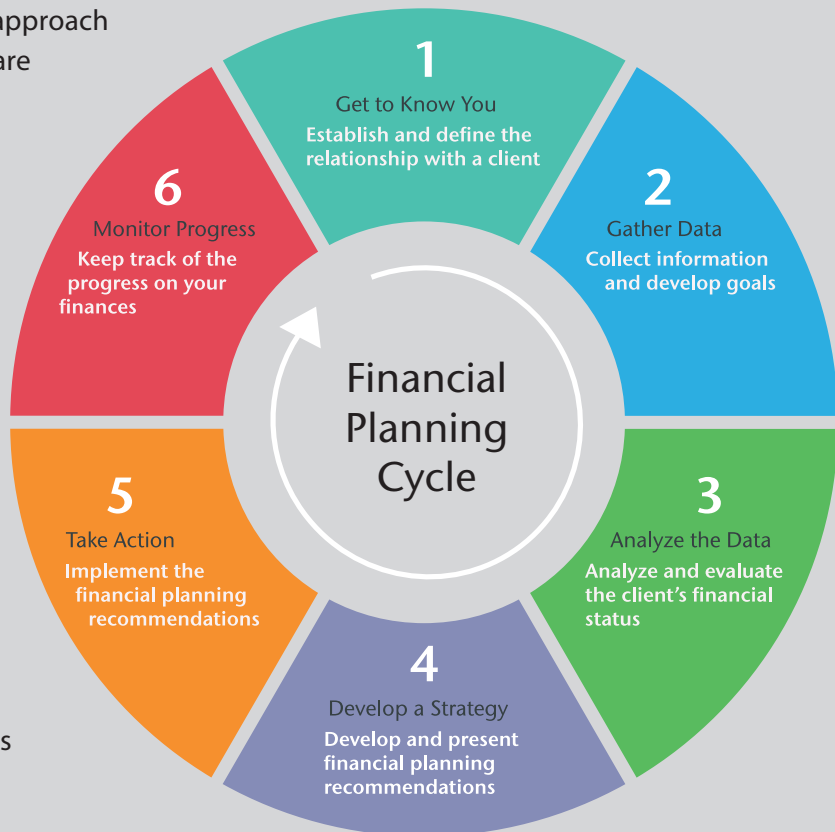 approach
are
1
Get to Know You
Establish and define the
relationship with a client
2
Gather Data
Collect information
and develop goals
3
Analyze the Data
Analyze and evaluate
the client's financial
status
4
Develop a Strategy
Develop and present
financial planning
recommendations
5
Take Action
Implement the
financial planning
recommendations
6
Monitor Progress
Keep track of the
progress on your
finances
Financial
Planning
Cycle
s